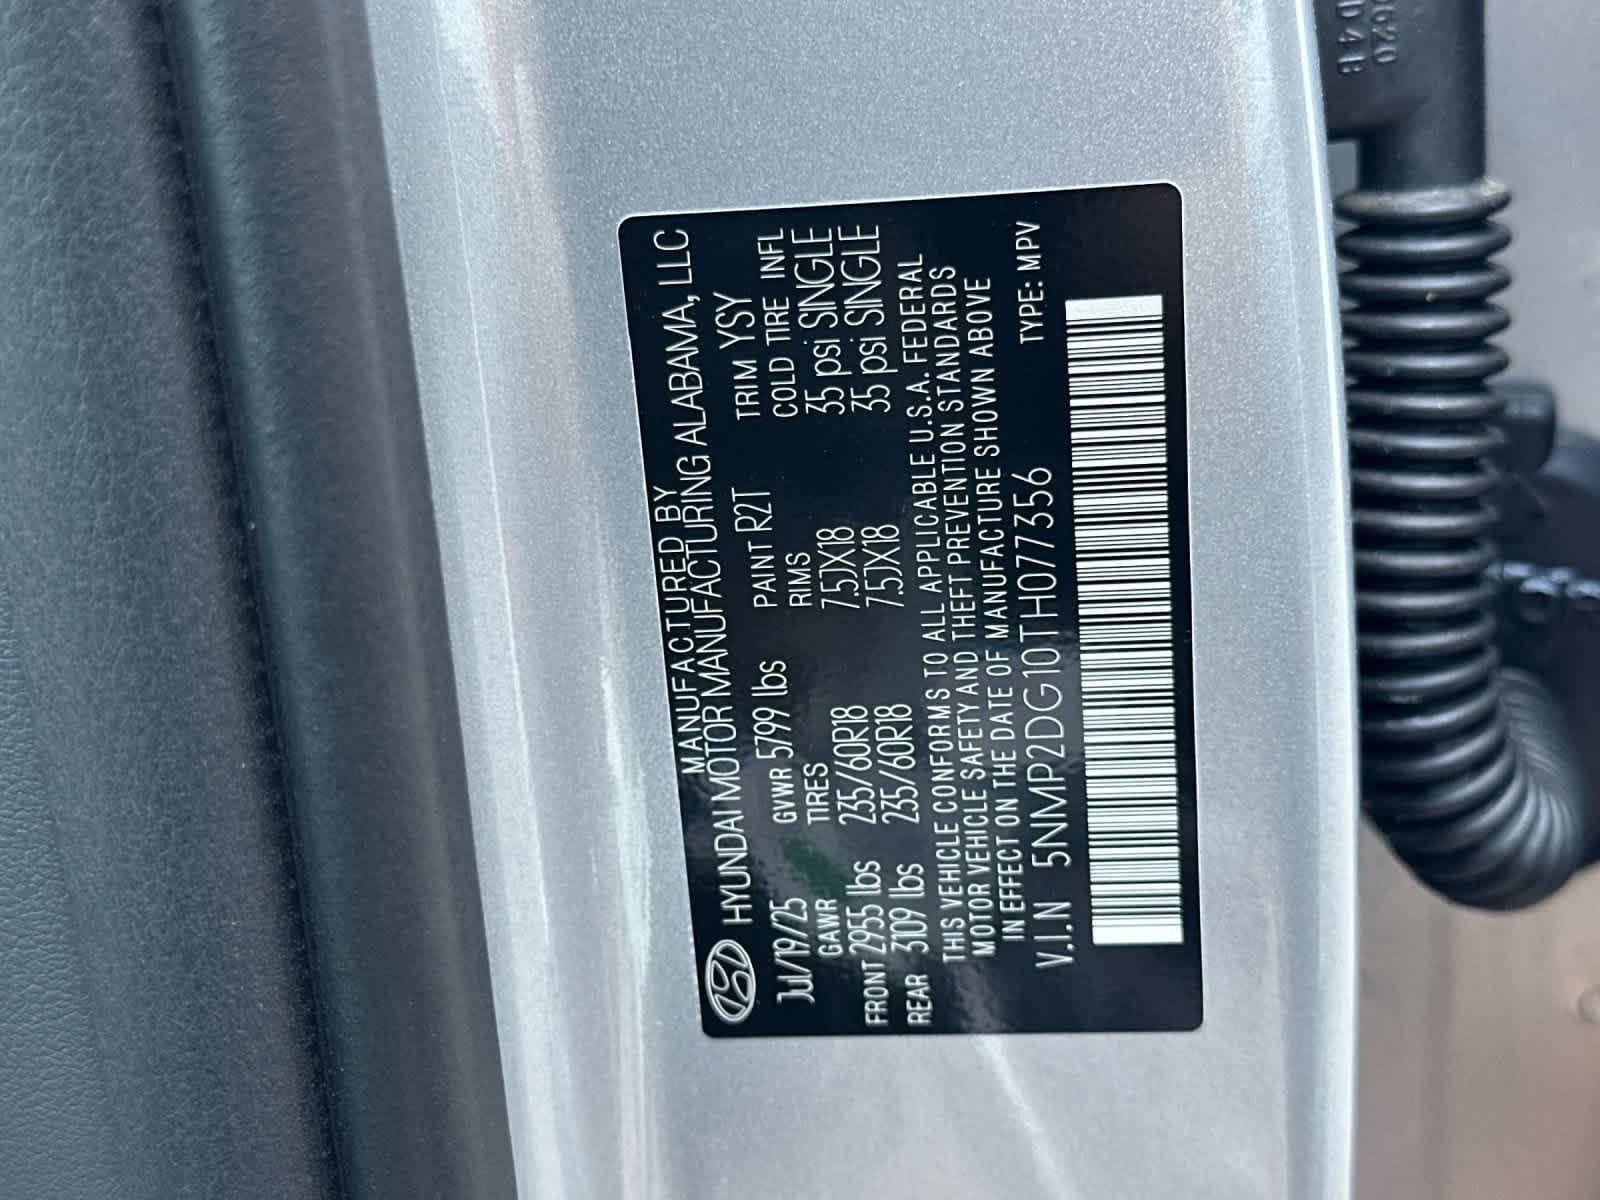 MANUFACTURED BY
HYUNDAI MOTOR MANUFACTURING ALABAMA, LLC
Jul/19/25 GVWR 5799 lbs PAINT R2T TRIM YSY
GAWR TIRES RIMS COLD TIRE INFL
FRONT 2955 lbs 235/60R18 7.5JX18 35 psi SINGLE
REAR 3109 lbs 235/60R18 7.5JX18 35 psi SINGLE
THIS VEHICLE CONFORMS TO ALL APPLICABLE U.S.A. FEDERAL
MOTOR VEHICLE SAFETY AND THEFT PREVENTION STANDARDS
IN EFFECT ON THE DATE OF MANUFACTURE SHOWN ABOVE
V.I.N 5NMP2DG10TH077356 TYPE: MPV